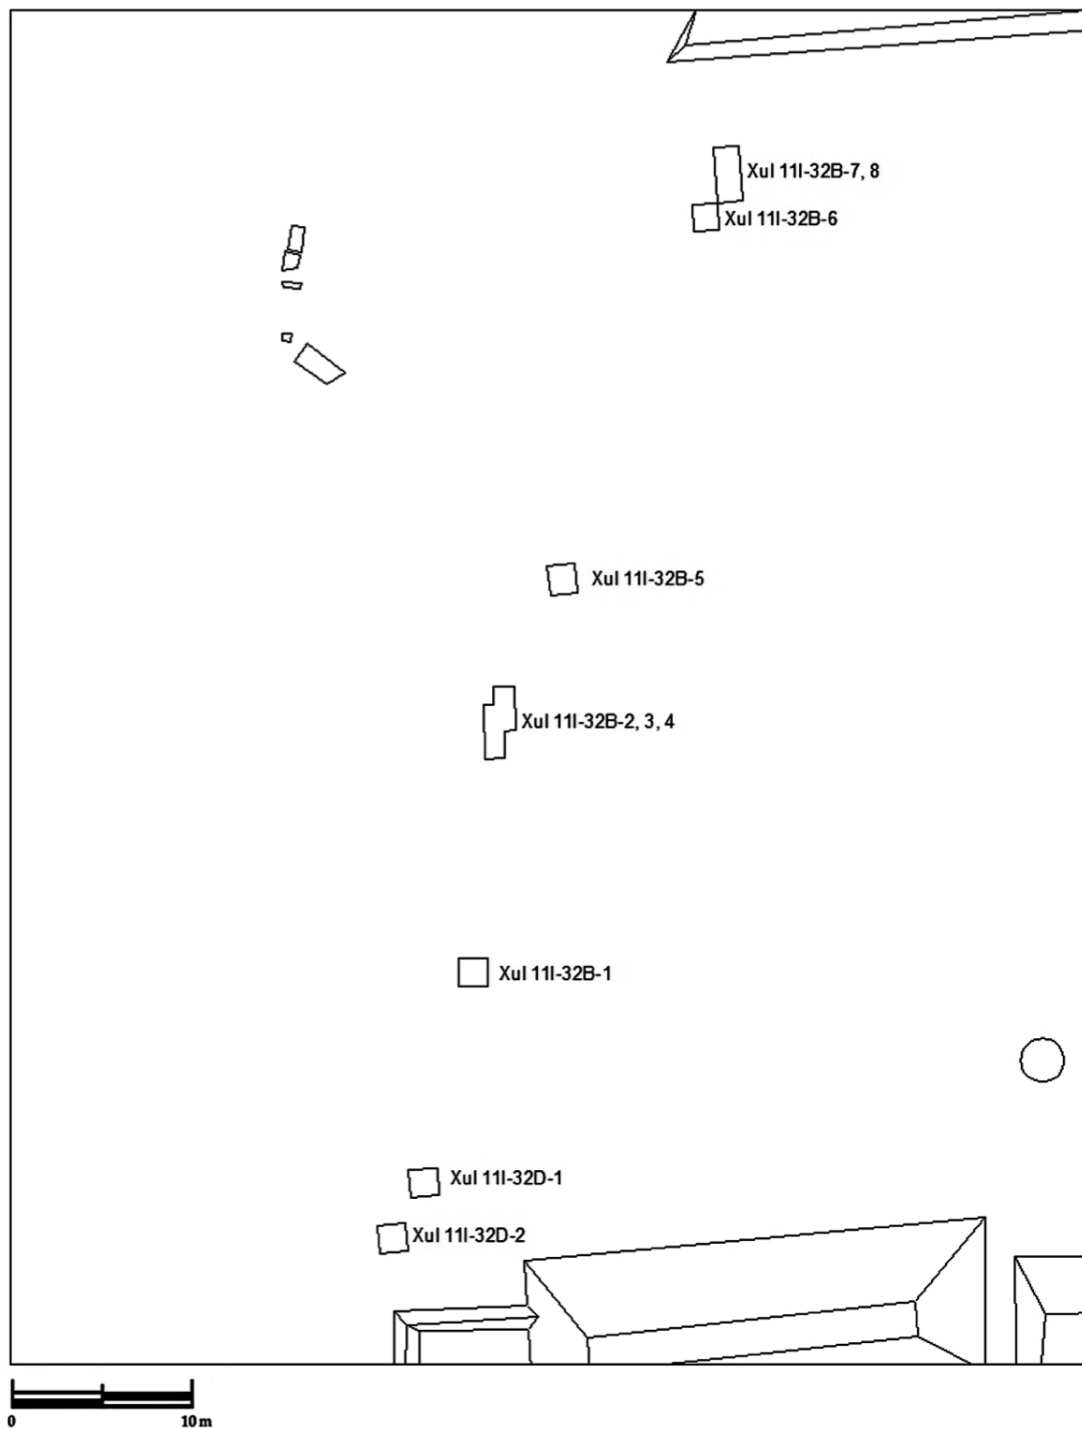 Xul 11I-32B-7, 8
Xul 11I-32B-6
Xul 11I-32B-5
Xul 11I-32B-2, 3, 4
Xul 11I-32B-1
Xul 11I-32D-1
Xul 11I-32D-2
0 10 m